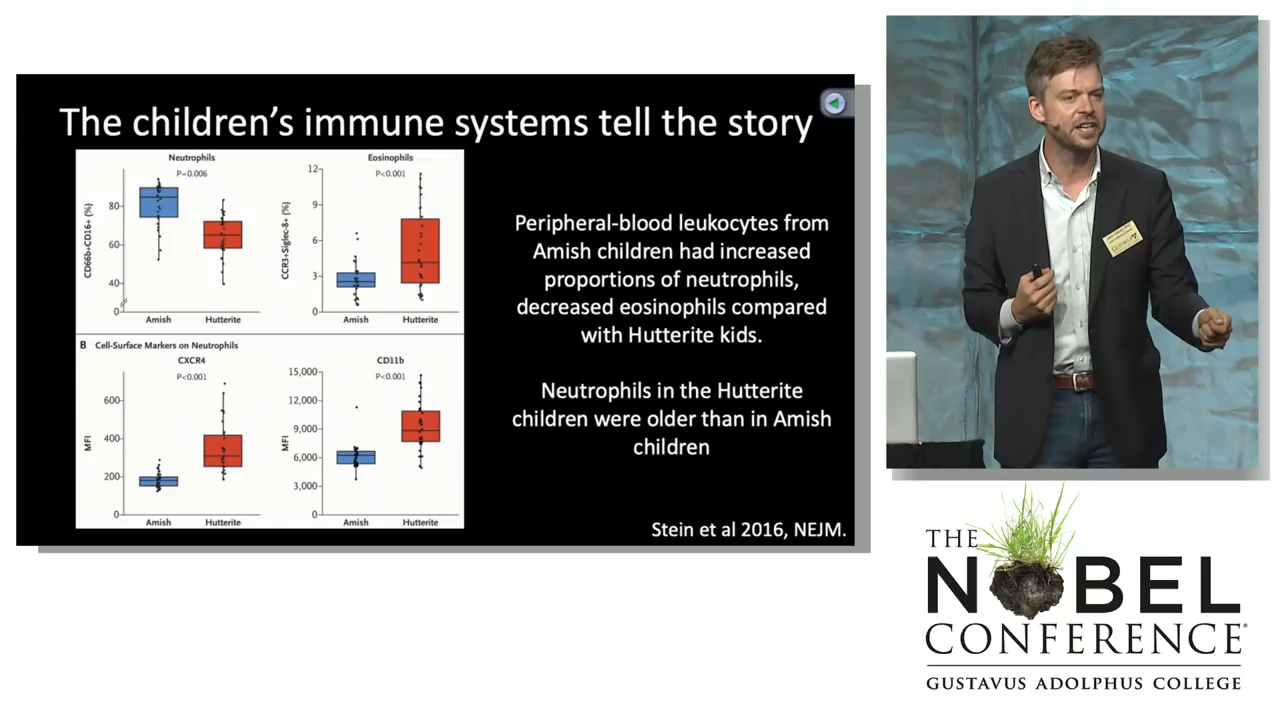 The children's immune systems tell the story
Neutrophils
P=0.006
CD66b+CD16+ (%)
80
60
40
0
Amish
Hutterite
Eosinophils
P<0.001
CCR3+Siglec-8+ (%)
12
9
6
3
0
Amish
Hutterite
B Cell-Surface Markers on Neutrophils
CXCR4
P<0.001
MFI
600
400
200
0
Amish
Hutterite
CD11b
P<0.001
MFI
15,000
12,000
9,000
6,000
3,000
0
Amish
Hutterite
Peripheral-blood leukocytes from
Amish children had increased
proportions of neutrophils,
decreased eosinophils compared
with Hutterite kids.
Neutrophils in the Hutterite
children were older than in Amish
children
Stein et al 2016, NEJM.
THE
NOBEL
CONFERENCE®
GUSTAVUS ADOLPHUS COLLEGE